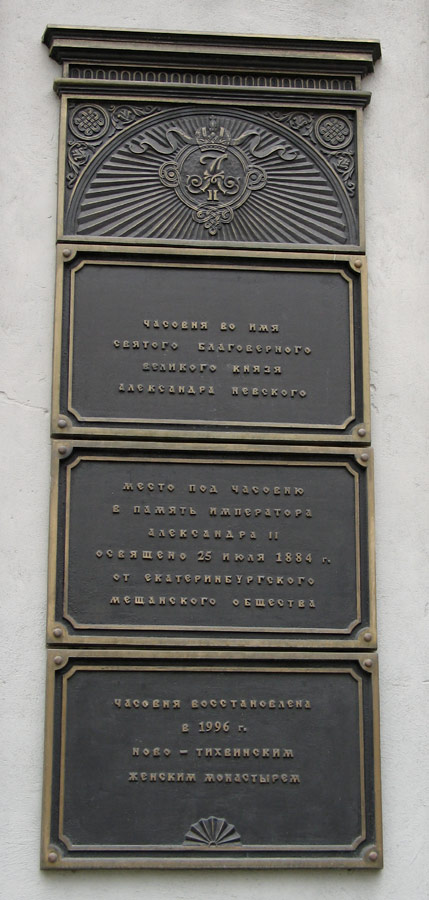 А
II
ЧАСОВНЯ ВО ИМЯ
СВЯТОГО БЛАГОВЕРНОГО
ВЕЛИКОГО КНЯЗЯ
АЛЕКСАНДРА НЕВСКОГО
МЕСТО ПОД ЧАСОВНЮ
В ПАМЯТЬ ИМПЕРАТОРА
АЛЕКСАНДРА II
ОСВЯЩЕНО 25 ИЮЛЯ 1884 г.
ОТ ЕКАТЕРИНБУРГСКОГО
МЕЩАНСКОГО ОБЩЕСТВА
ЧАСОВНЯ ВОССТАНОВЛЕНА
В 1996 г.
НОВО – ТИХВИНСКИМ
ЖЕНСКИМ МОНАСТЫРЕМ